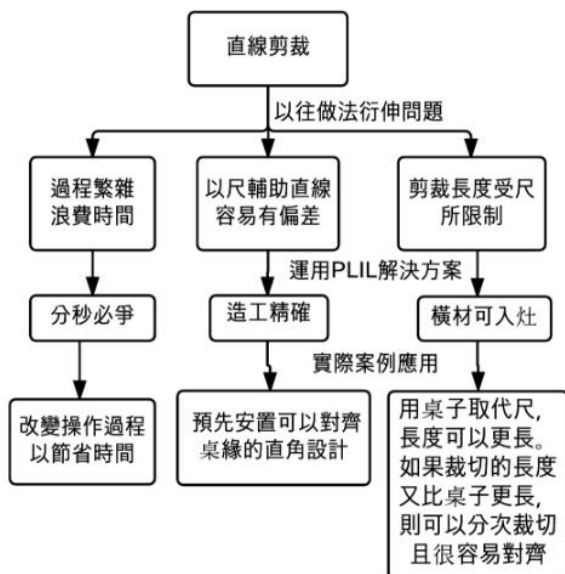 直線剪裁
以往做法衍伸問題
過程繁雜
浪費時間
以尺輔助直線
容易有偏差
剪裁長度受尺
所限制
運用PLIL解決方案
分秒必爭
造工精確
橫材可入灶
實際案例應用
改變操作過程
以節省時間
預先安置可以對齊
桌緣的直角設計
用桌子取代尺,
長度可以更長。
如果裁切的長度
又比桌子更長,
則可以分次裁切
且很容易對齊